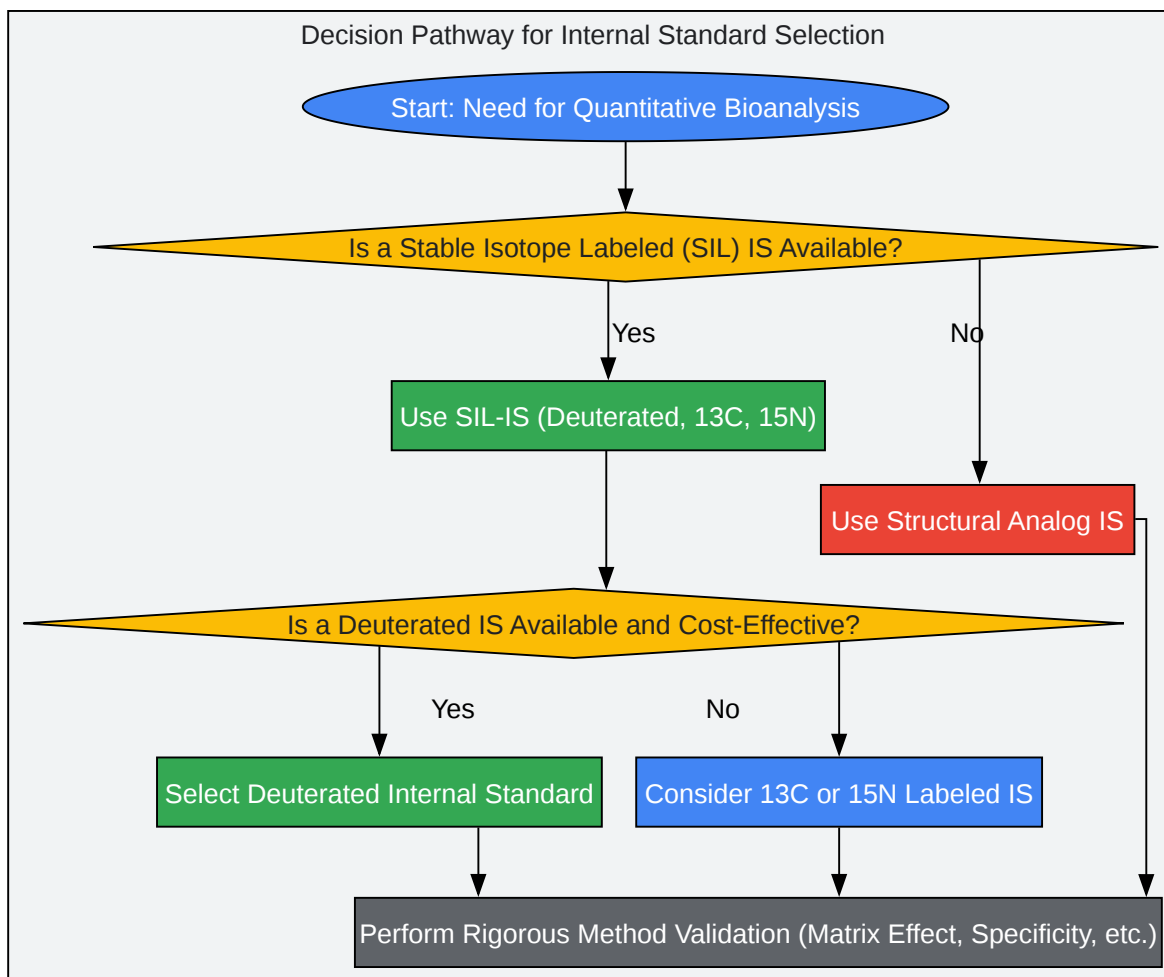 Decision Pathway for Internal Standard Selection
Start: Need for Quantitative Bioanalysis
Is a Stable Isotope Labeled (SIL) IS Available?
Yes
No
Use SIL-IS (Deuterated, 13C, 15N)
Use Structural Analog IS
Is a Deuterated IS Available and Cost-Effective?
Yes
No
Select Deuterated Internal Standard
Consider 13C or 15N Labeled IS
Perform Rigorous Method Validation (Matrix Effect, Specificity, etc.)